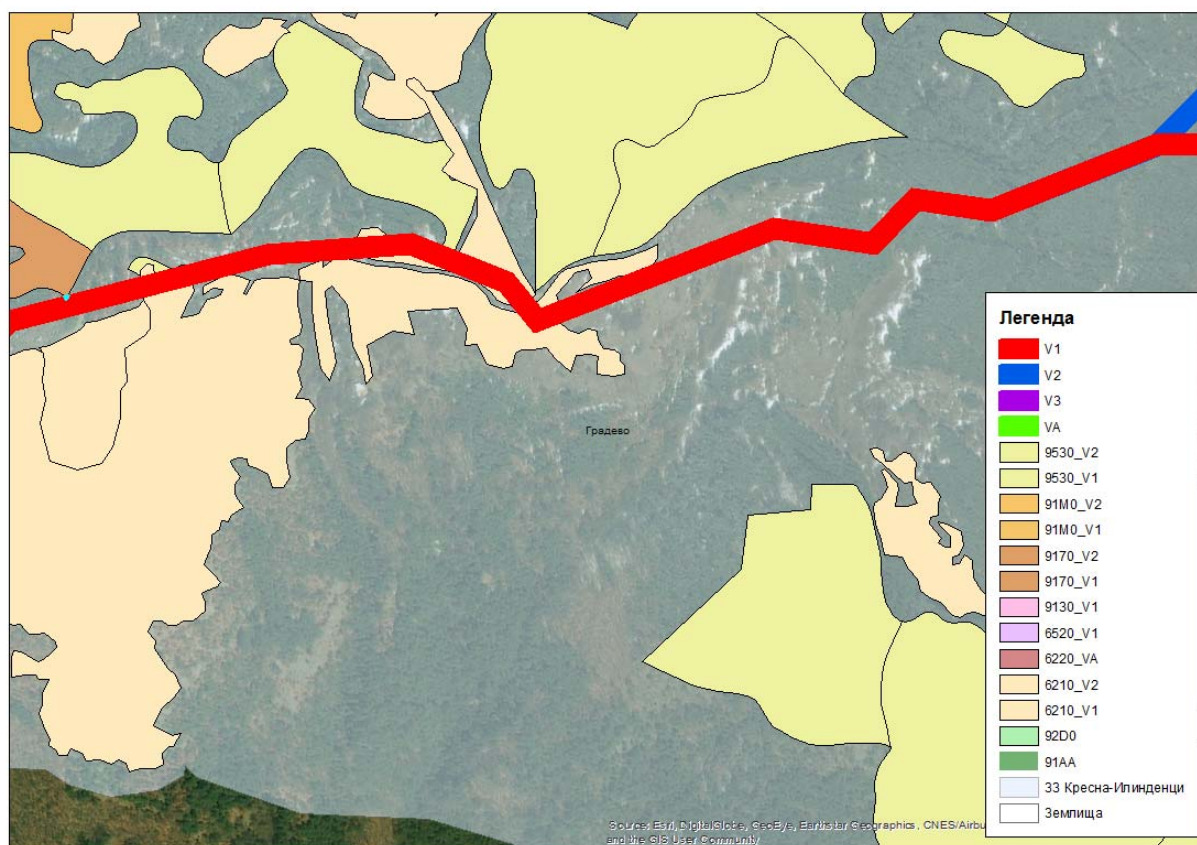 Градево
Легенда
V1
V2
V3
VA
9530_V2
9530_V1
91M0_V2
91M0_V1
9170_V2
9170_V1
9130_V1
6520_V1
6220_VA
6210_V2
6210_V1
92D0
91AA
33 Кресна-Илинденци
Землища
Source: Esri, DigitalGlobe, GeoEye, Earthstar Geographics, CNES/Airbu
and the GIS User Community